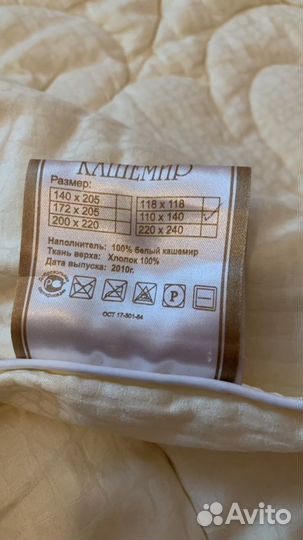 КАШЕМИР
Размер:
140 x 205
172 x 205
200 x 220
118 x 118
110 x 140
220 x 240
Наполнитель: 100% белый кашемир
Ткань верха: Хлопок 100%
Дата выпуска: 2010г.
P
ОСТ 17-501-84
Avito